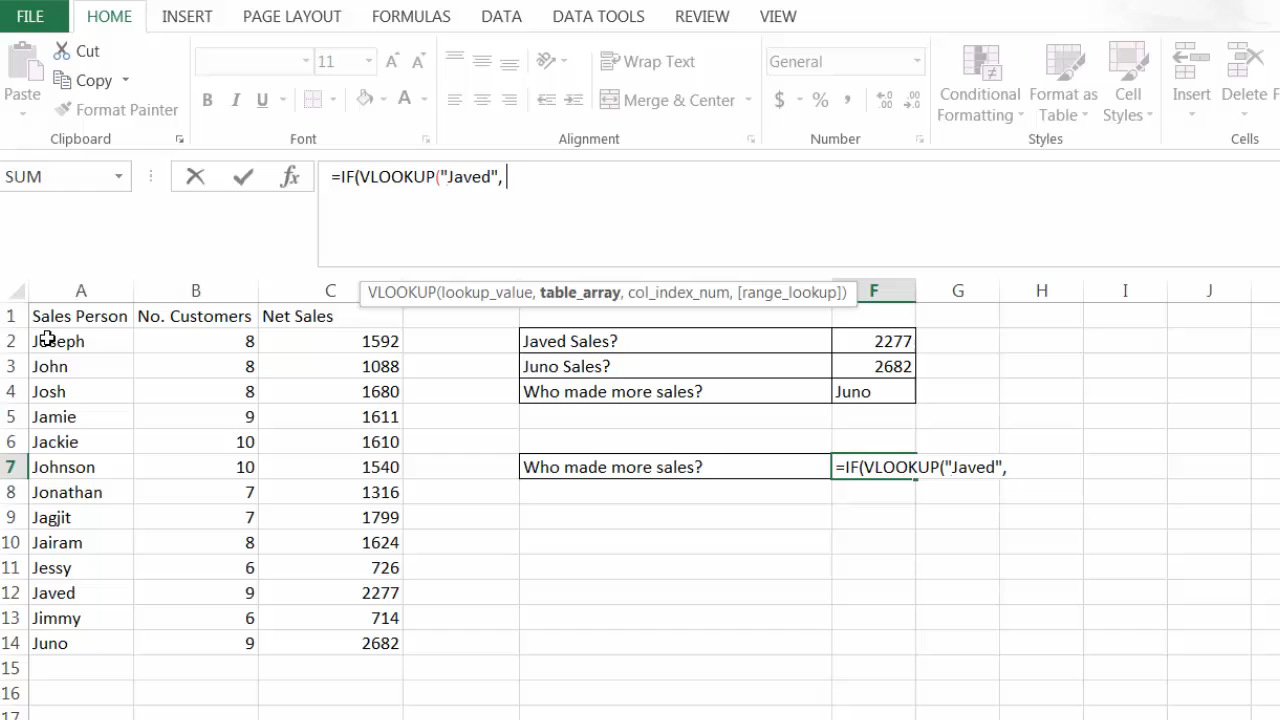 FILE HOME INSERT PAGE LAYOUT FORMULAS DATA DATA TOOLS REVIEW VIEW
Cut
Copy
Format Painter
Paste
Clipboard
11 A A
B I U A
Font
Wrap Text
Merge & Center
Alignment
General
$ % , .0 .00 .00 .0
Number
Conditional Formatting
Format as Table
Cell Styles
Styles
Insert Delete F
Cells
SUM fx =IF(VLOOKUP("Javed",
VLOOKUP(lookup_value, table_array, col_index_num, [range_lookup])
A B C F G H I J
1 Sales Person No. Customers Net Sales
2 Joseph 8 1592 Javed Sales? 2277
3 John 8 1088 Juno Sales? 2682
4 Josh 8 1680 Who made more sales? Juno
5 Jamie 9 1611
6 Jackie 10 1610
7 Johnson 10 1540 Who made more sales? =IF(VLOOKUP("Javed",
8 Jonathan 7 1316
9 Jagjit 7 1799
10 Jairam 8 1624
11 Jessy 6 726
12 Javed 9 2277
13 Jimmy 6 714
14 Juno 9 2682
15
16
17